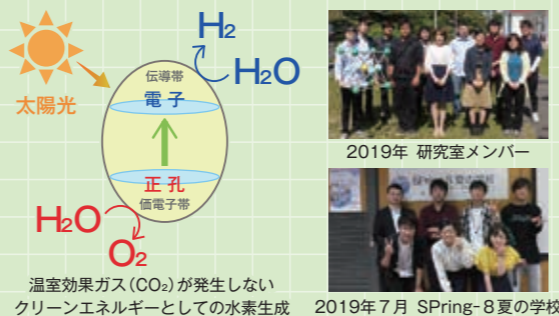 太陽光
伝導帯
電子
H₂
H₂O
正孔
価電子帯
H₂O
O₂
温室効果ガス(CO₂)が発生しない
クリーンエネルギーとしての水素生成
2019年 研究室メンバー
2019年7月 SPring-8夏の学校